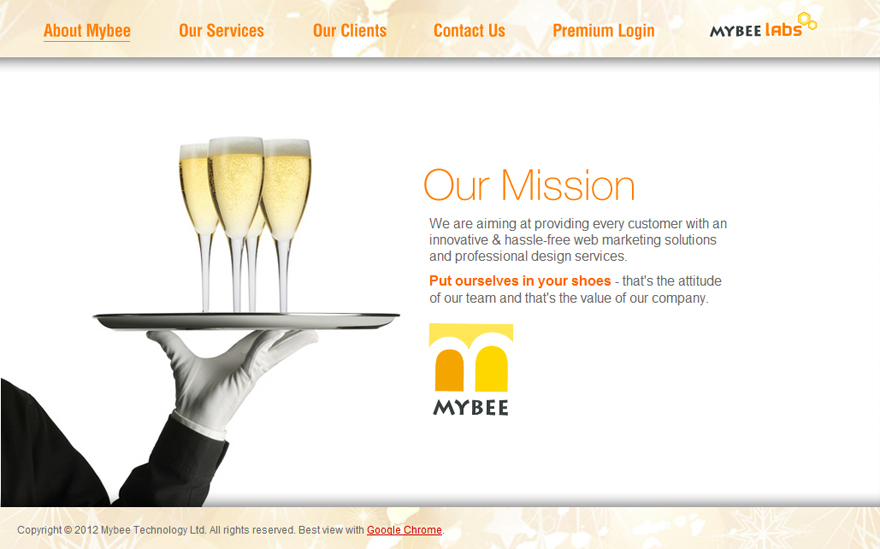 About Mybee Our Services Our Clients Contact Us Premium Login MYBEE labs
Our Mission
We are aiming at providing every customer with an
innovative & hassle-free web marketing solutions
and professional design services.
Put ourselves in your shoes - that's the attitude
of our team and that's the value of our company.
MYBEE
Copyright © 2012 Mybee Technology Ltd. All rights reserved. Best view with Google Chrome.